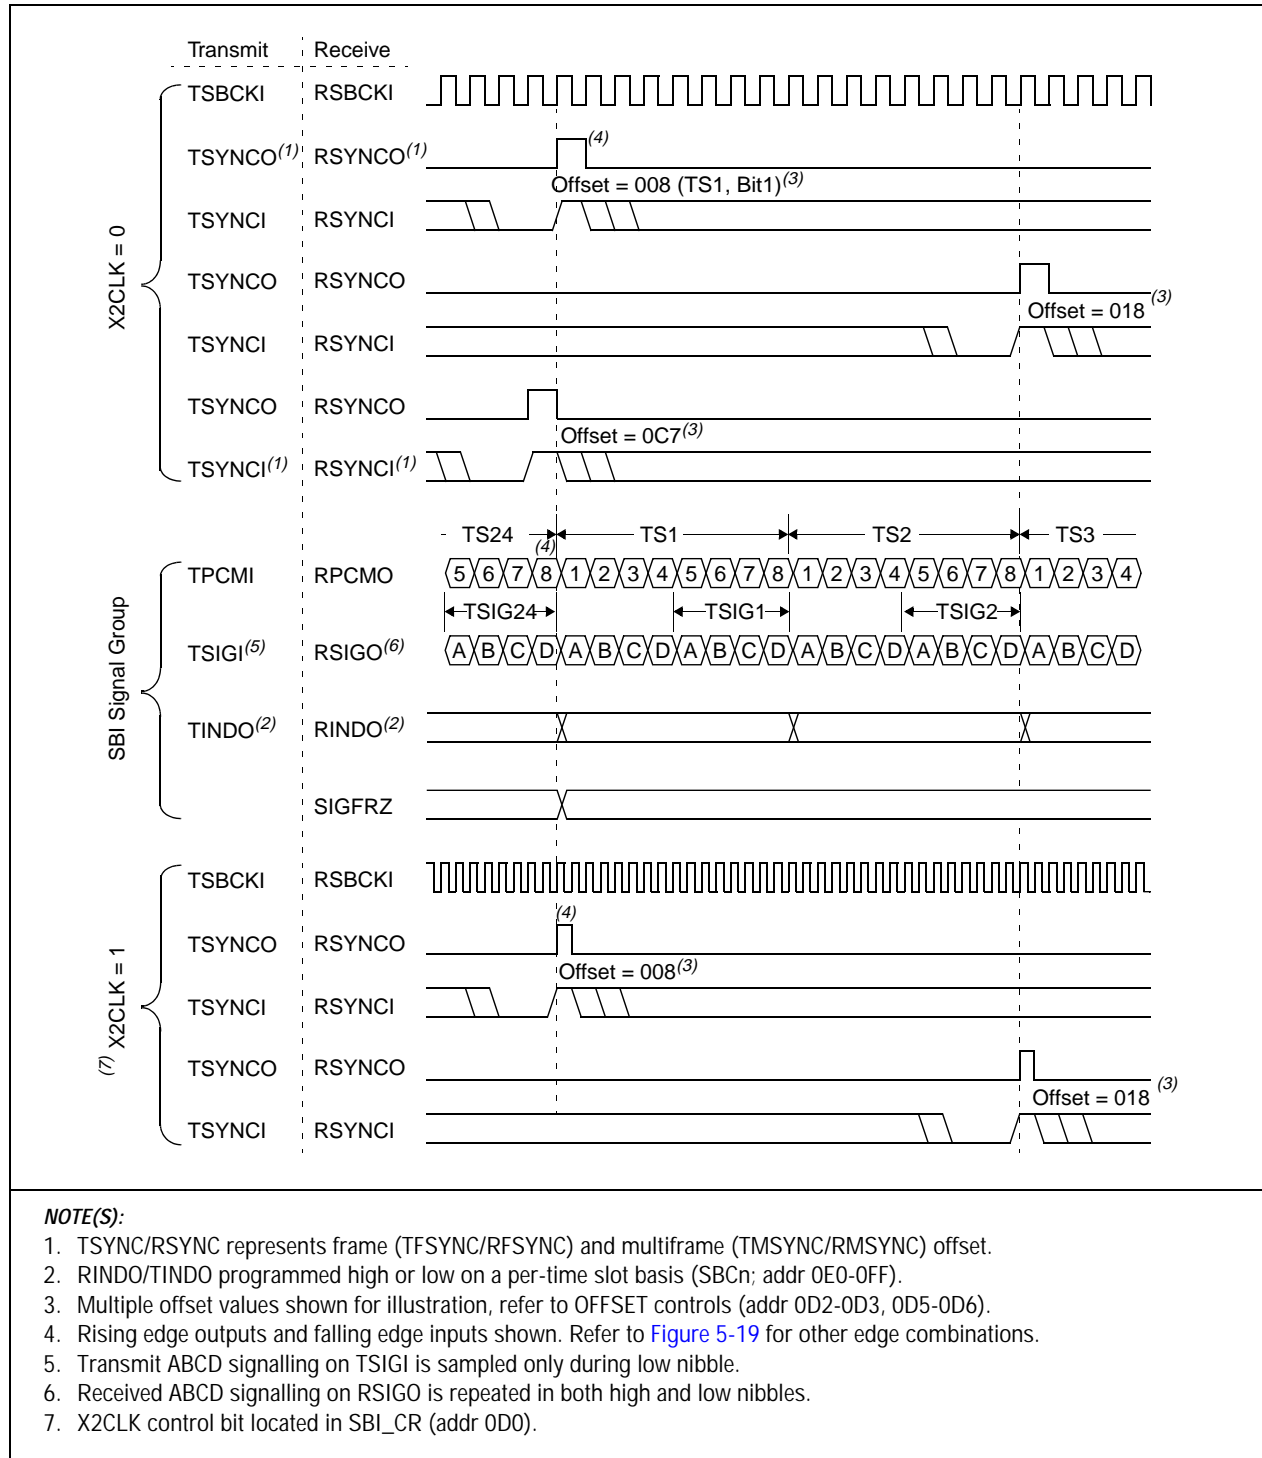 Transmit Receive
TSBCKI RSBCKI
TSYNCO(1) RSYNCO(1) (4)
Offset = 008 (TS1, Bit1)(3)
TSYNCI RSYNCI
X2CLK = 0
TSYNCO RSYNCO
Offset = 018 (3)
TSYNCI RSYNCI
TSYNCO RSYNCO
Offset = 0C7(3)
TSYNCI(1) RSYNCI(1)
TS24 TS1 TS2 TS3
(4)
TPCMI RPCMO 5 6 7 8 1 2 3 4 5 6 7 8 1 2 3 4 5 6 7 8 1 2 3 4
TSIG24 TSIG1 TSIG2
SBI Signal Group
TSIGI(5) RSIGO(6) A B C D A B C D A B C D A B C D A B C D A B C D
TINDO(2) RINDO(2)
SIGFRZ
TSBCKI RSBCKI
(4)
TSYNCO RSYNCO
Offset = 008(3)
TSYNCI RSYNCI
(7) X2CLK = 1
TSYNCO RSYNCO
Offset = 018 (3)
TSYNCI RSYNCI
NOTE(S):
1. TSYNC/RSYNC represents frame (TFSYNC/RFSYNC) and multiframe (TMSYNC/RMSYNC) offset.
2. RINDO/TINDO programmed high or low on a per-time slot basis (SBCn; addr 0E0-0FF).
3. Multiple offset values shown for illustration, refer to OFFSET controls (addr 0D2-0D3, 0D5-0D6).
4. Rising edge outputs and falling edge inputs shown. Refer to Figure 5-19 for other edge combinations.
5. Transmit ABCD signalling on TSIGI is sampled only during low nibble.
6. Received ABCD signalling on RSIGO is repeated in both high and low nibbles.
7. X2CLK control bit located in SBI_CR (addr 0D0).